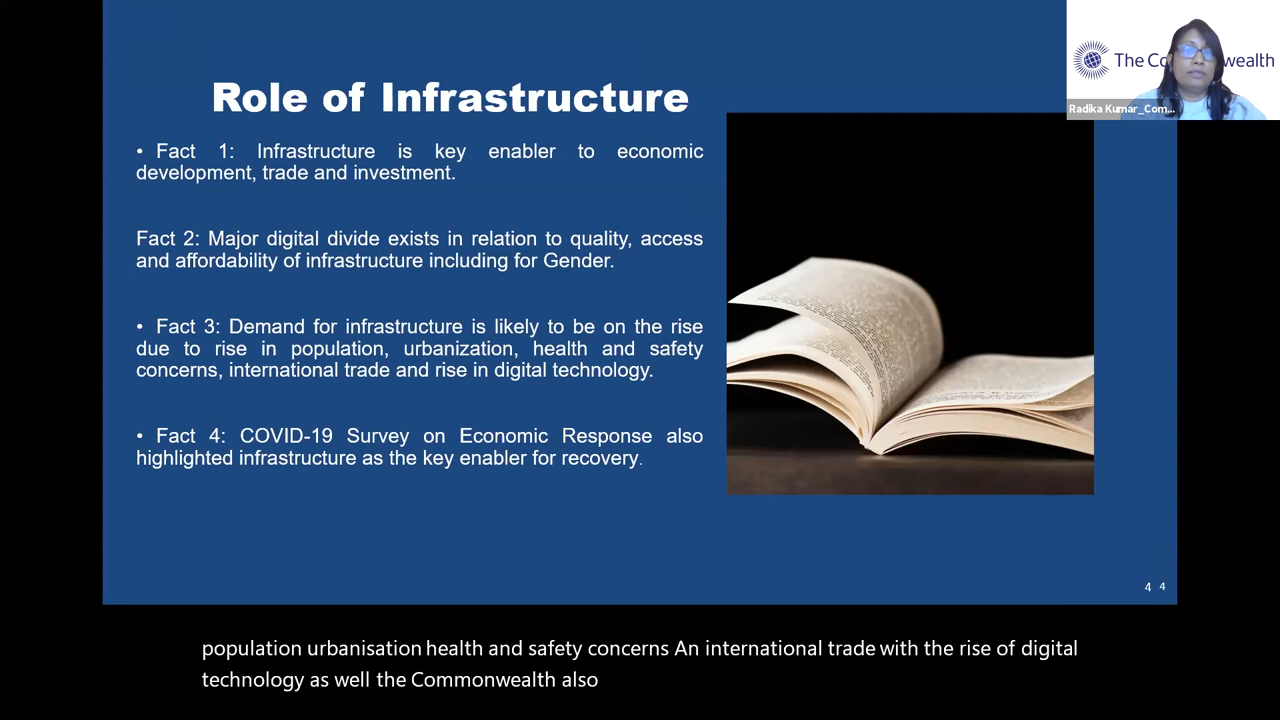 The Co
wealth
Radika Kumar_Com...
Role of Infrastructure
• Fact 1: Infrastructure is key enabler to economic
development, trade and investment.
Fact 2: Major digital divide exists in relation to quality, access
and affordability of infrastructure including for Gender.
• Fact 3: Demand for infrastructure is likely to be on the rise
due to rise in population, urbanization, health and safety
concerns, international trade and rise in digital technology.
• Fact 4: COVID-19 Survey on Economic Response also
highlighted infrastructure as the key enabler for recovery.
4 4
population urbanisation health and safety concerns An international trade with the rise of digital
technology as well the Commonwealth also